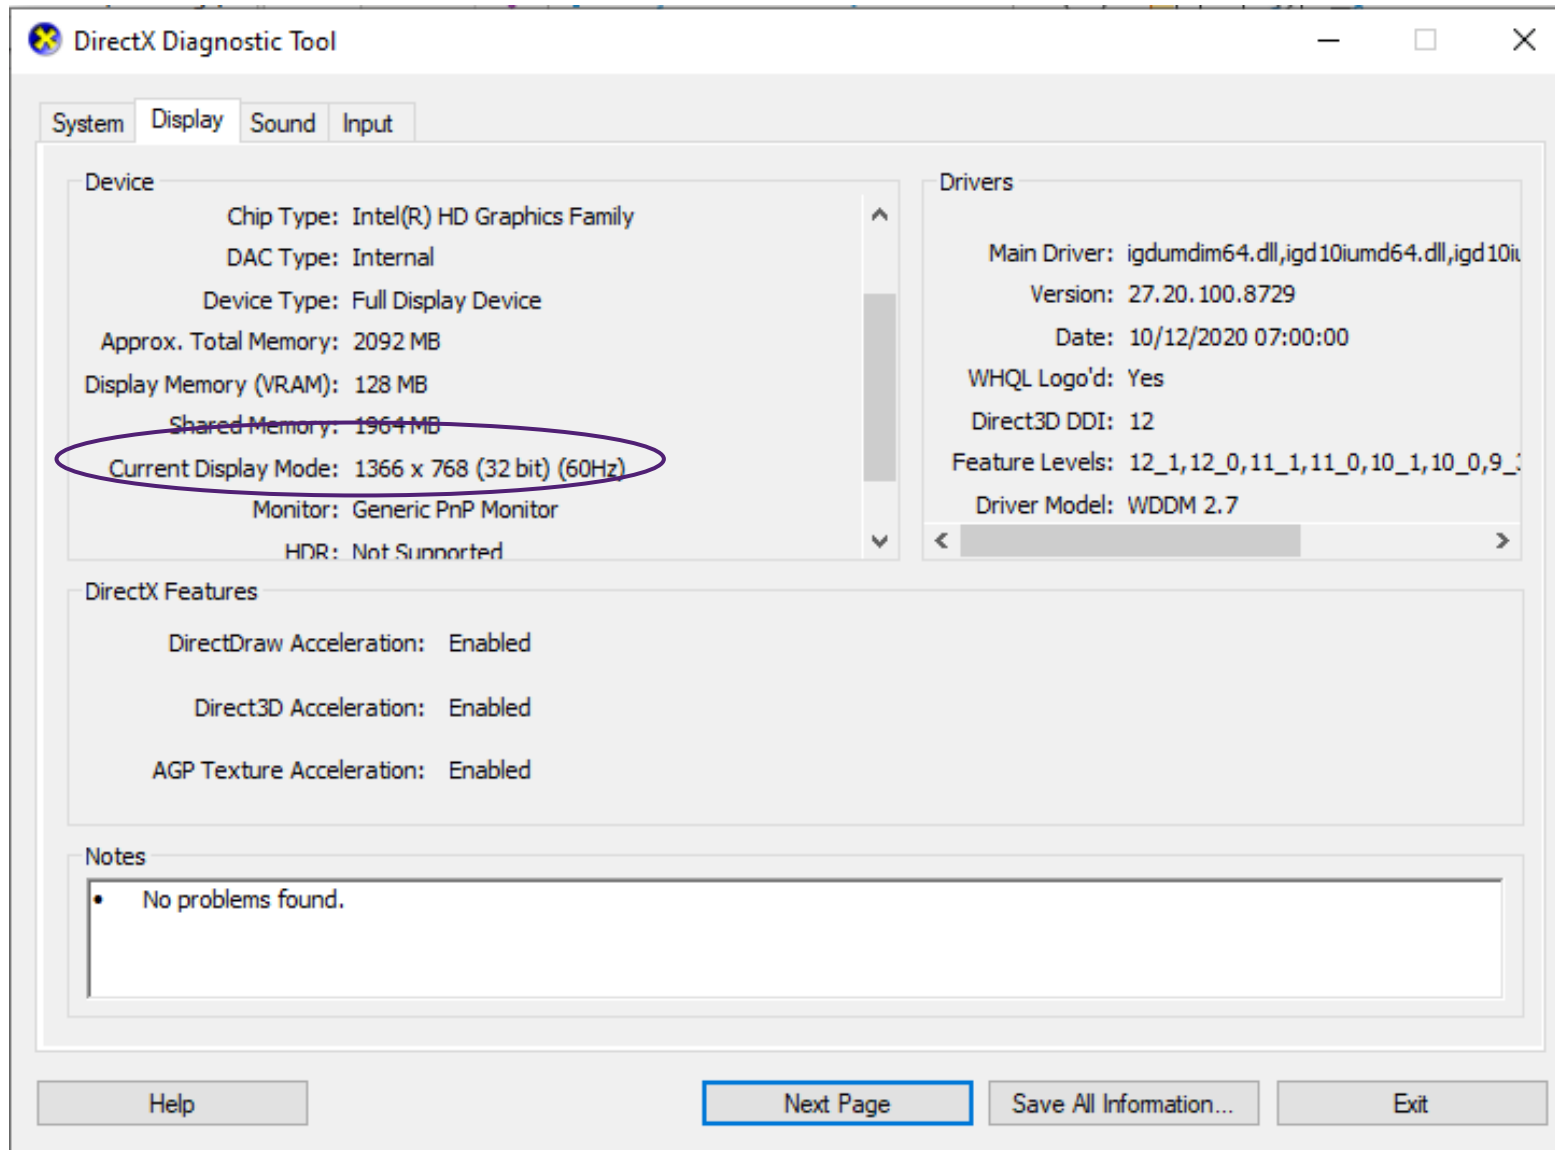 DirectX Diagnostic Tool
System Display Sound Input
Device
Chip Type: Intel(R) HD Graphics Family
DAC Type: Internal
Device Type: Full Display Device
Approx. Total Memory: 2092 MB
Display Memory (VRAM): 128 MB
Shared Memory: 1964 MB
Current Display Mode: 1366 x 768 (32 bit) (60Hz)
Monitor: Generic PnP Monitor
HDR: Not Supported
Drivers
Main Driver: igdumdim64.dll,igd10iumd64.dll,igd10iu
Version: 27.20.100.8729
Date: 10/12/2020 07:00:00
WHQL Logo'd: Yes
Direct3D DDI: 12
Feature Levels: 12_1,12_0,11_1,11_0,10_1,10_0,9_
Driver Model: WDDM 2.7
DirectX Features
DirectDraw Acceleration: Enabled
Direct3D Acceleration: Enabled
AGP Texture Acceleration: Enabled
Notes
• No problems found.
Help Next Page Save All Information... Exit